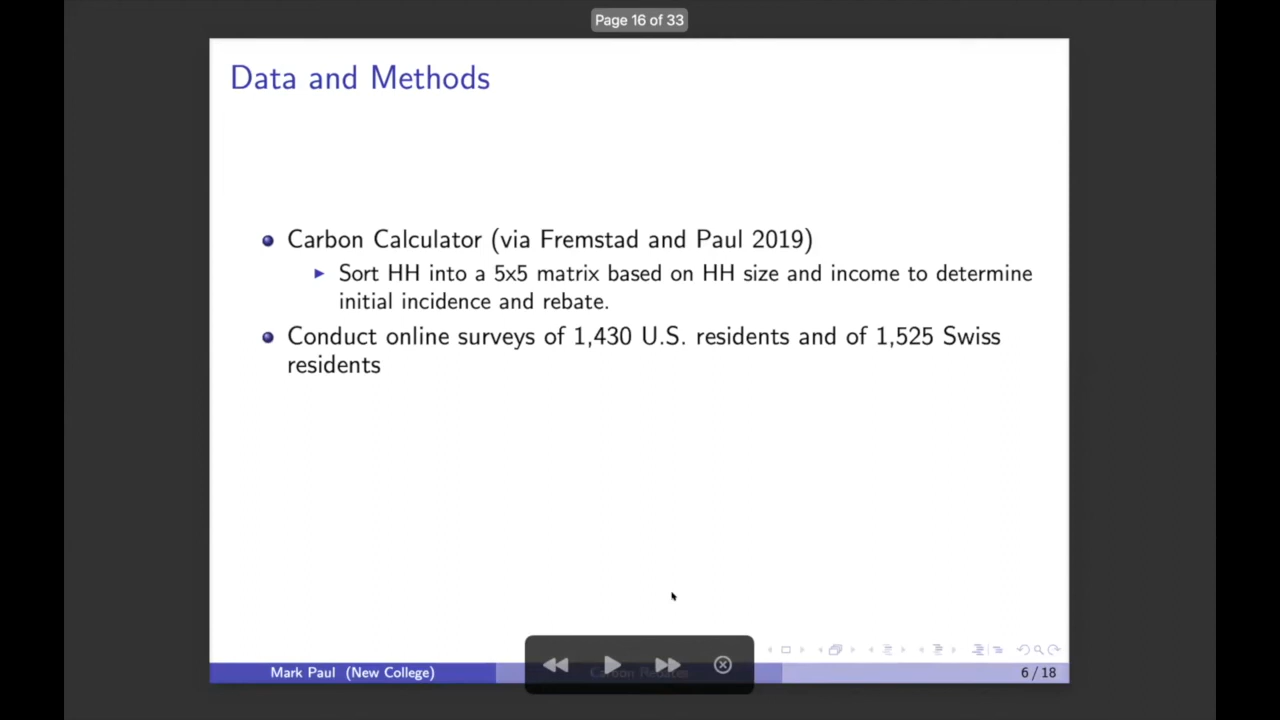 Page 16 of 33
Data and Methods
Carbon Calculator (via Fremstad and Paul 2019)
Sort HH into a 5x5 matrix based on HH size and income to determine
initial incidence and rebate.
Conduct online surveys of 1,430 U.S. residents and of 1,525 Swiss
residents
Mark Paul (New College)
Carbon Rebates
6 / 18